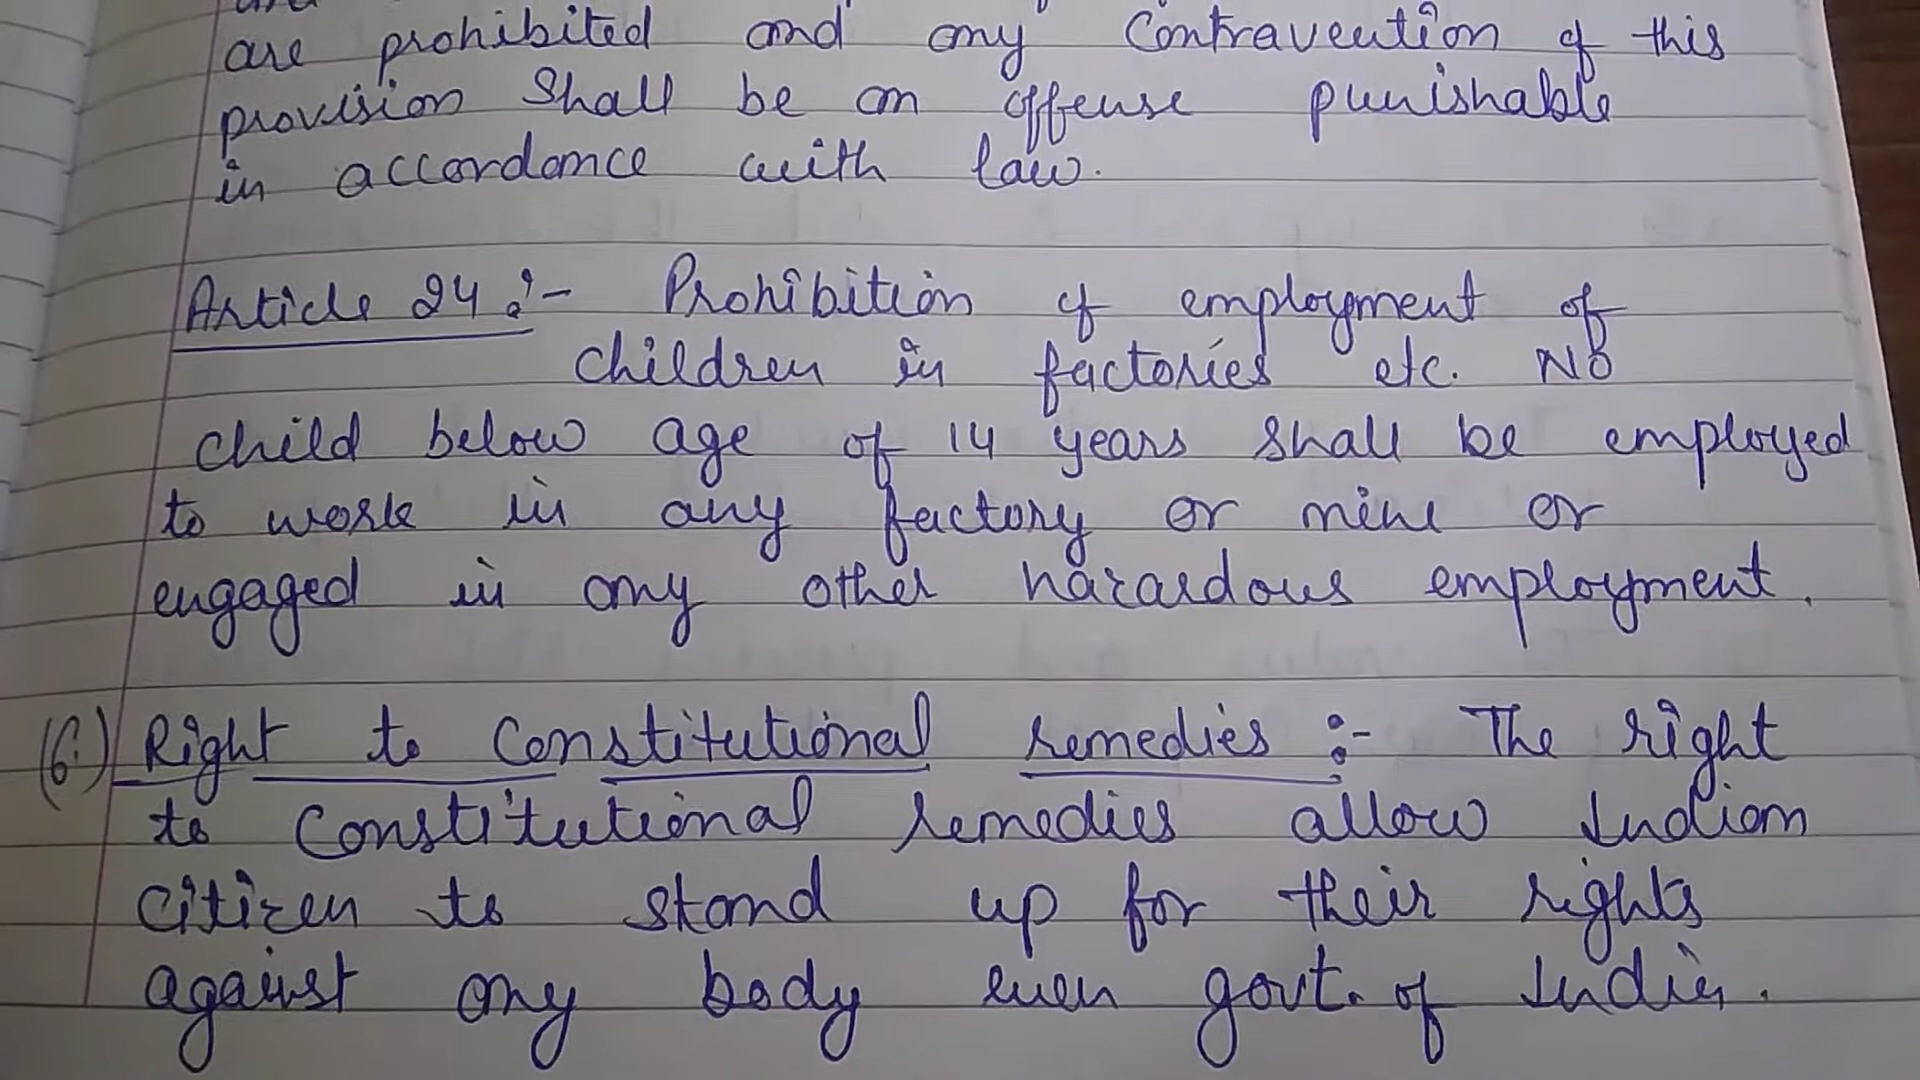 are prohibited and any contravention of this
provision shall be an offense punishable
in accordance with law.
Article 24 :- Prohibition of employment of
children in factories etc. No
child below age of 14 years shall be employed
to work in any factory or mine or
engaged in any other hazardous employment.
(6.) Right to Constitutional remedies :- The right
to Constitutional remedies allow Indian
citizen to stand up for their rights
against any body even govt. of India.